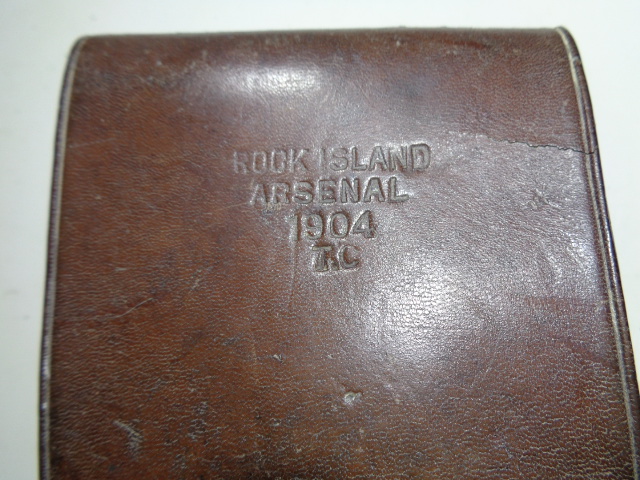 ROCK ISLAND
ARSENAL
1904
T.C